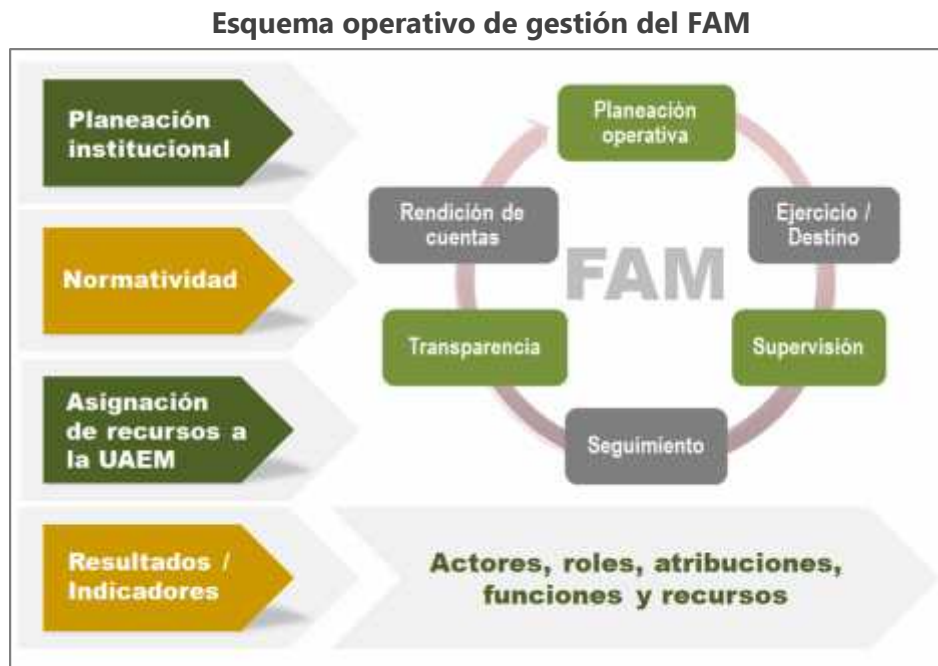 Esquema operativo de gestión del FAM
Planeación
institucional
Normatividad
Asignación
de recursos a
la UAEM
Resultados /
Indicadores
Planeación
operativa
Ejercicio /
Destino
Supervisión
Seguimiento
Transparencia
Rendición de
cuentas
FAM
Actores, roles, atribuciones,
funciones y recursos